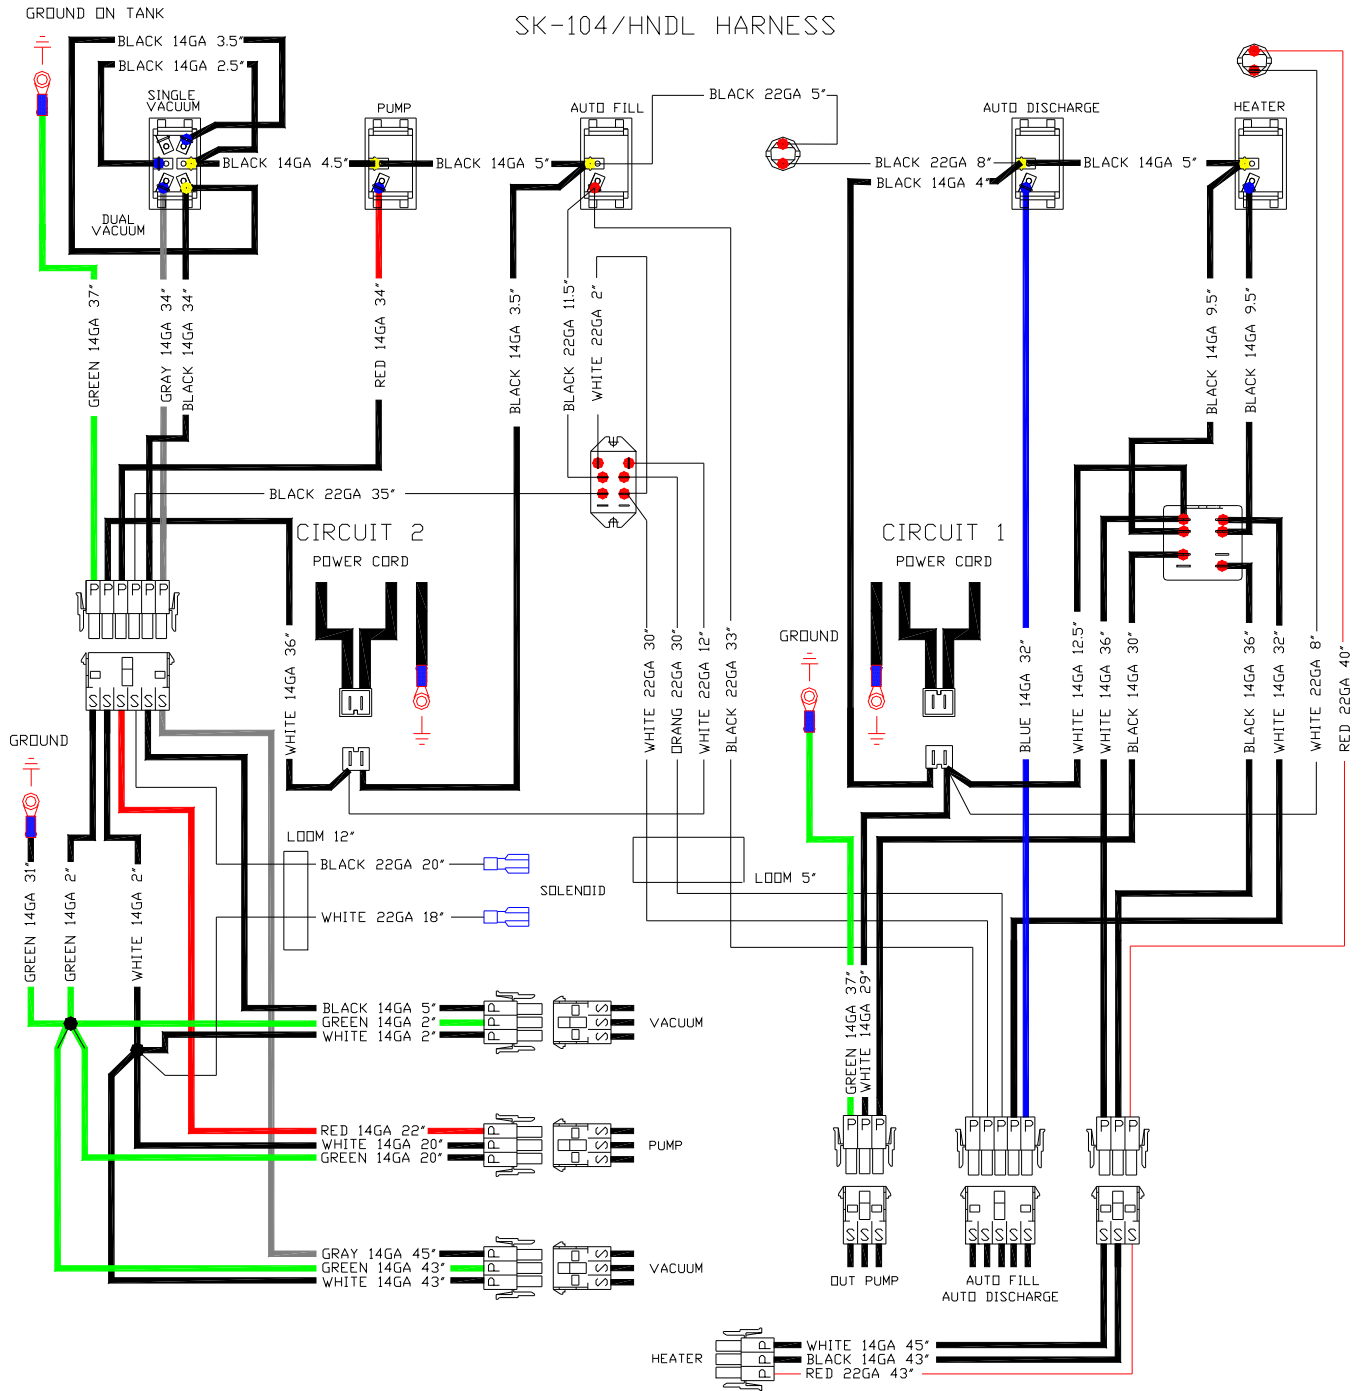 GROUND ON TANK
SK-104/HNDL HARNESS
BLACK 14GA 3.5"
BLACK 14GA 2.5"
SINGLE
VACUUM
PUMP
AUTO FILL
BLACK 22GA 5"
AUTO DISCHARGE
HEATER
BLACK 14GA 4.5"
BLACK 14GA 5"
BLACK 22GA 8"
BLACK 14GA 4"
BLACK 14GA 5"
DUAL
VACUUM
GREEN 14GA 37"
GRAY 14GA 34"
BLACK 14GA 34"
RED 14GA 34"
BLACK 14GA 3.5"
BLACK 22GA 11.5"
WHITE 22GA 2"
BLACK 14GA 9.5"
BLACK 14GA 9.5"
BLACK 22GA 35"
CIRCUIT 2
POWER CORD
CIRCUIT 1
POWER CORD
P P P P P P
S S S S S S
WHITE 14GA 36"
WHITE 22GA 30"
ORANG 22GA 30"
WHITE 22GA 12"
BLACK 22GA 33"
GROUND
BLUE 14GA 32"
WHITE 14GA 12.5"
WHITE 14GA 36"
BLACK 14GA 30"
BLACK 14GA 36"
WHITE 14GA 32"
WHITE 22GA 8"
RED 22GA 40"
GROUND
LOOM 12"
BLACK 22GA 20"
SOLENOID
WHITE 22GA 18"
LOOM 5"
GREEN 14GA 31"
GREEN 14GA 2"
WHITE 14GA 2"
GREEN 14GA 37"
WHITE 14GA 29"
BLACK 14GA 5"
GREEN 14GA 2"
WHITE 14GA 2"
P P P
S S S
VACUUM
RED 14GA 22"
WHITE 14GA 20"
GREEN 14GA 20"
P P P
S S S
PUMP
P P P
P P P P P
P P P
S S S
S S S S S
S S S
GRAY 14GA 45"
GREEN 14GA 43"
WHITE 14GA 43"
P P P
S S S
VACUUM
OUT PUMP
AUTO FILL
AUTO DISCHARGE
HEATER
P P P
WHITE 14GA 45"
BLACK 14GA 43"
RED 22GA 43"